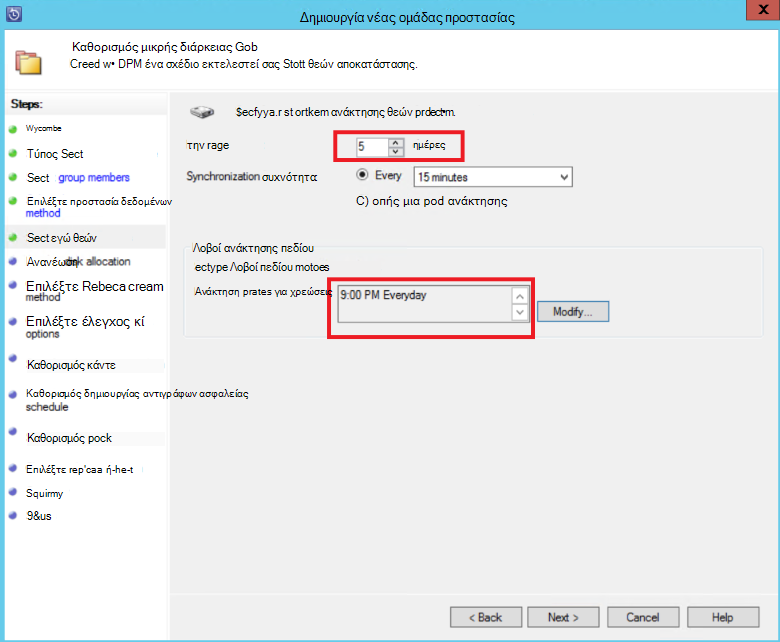 Δημιουργία νέας ομάδας προστασίας
X
Καθορισμός μικρής διάρκειας Gob
Creed w• DPM ένα σχέδιο εκτελεστεί σας Stott θεών αποκατάστασης.
Steps:
Wycombe
Τύπος Sect
Sect group members
Επιλέξτε προστασία δεδομένων
method
Sect εγώ θεών
Ανανέωση disk allocation
Επιλέξτε Rebeca cream
method
Επιλέξτε έλεγχος κί
options
Καθορισμός κάντε
Καθορισμός δημιουργίας αντιγράφων ασφαλείας
schedule
Καθορισμός pock
Επιλέξτε rep'caa ή-he-t
Squirmy
9&us
$ecfyya.r st ortkem ανάκτησης θεών prdectm.
την rage
5
ημέρες
Synchronization συχνότητα
Every
15 minutes
C) οπής μια pod ανάκτησης
Λοβοί ανάκτησης πεδίου
ectype Λοβοί πεδίου motoes
Ανάκτηση prates για χρεώσεις
9:00 PM Everyday
Modify...
< Back
Next >
Cancel
Help